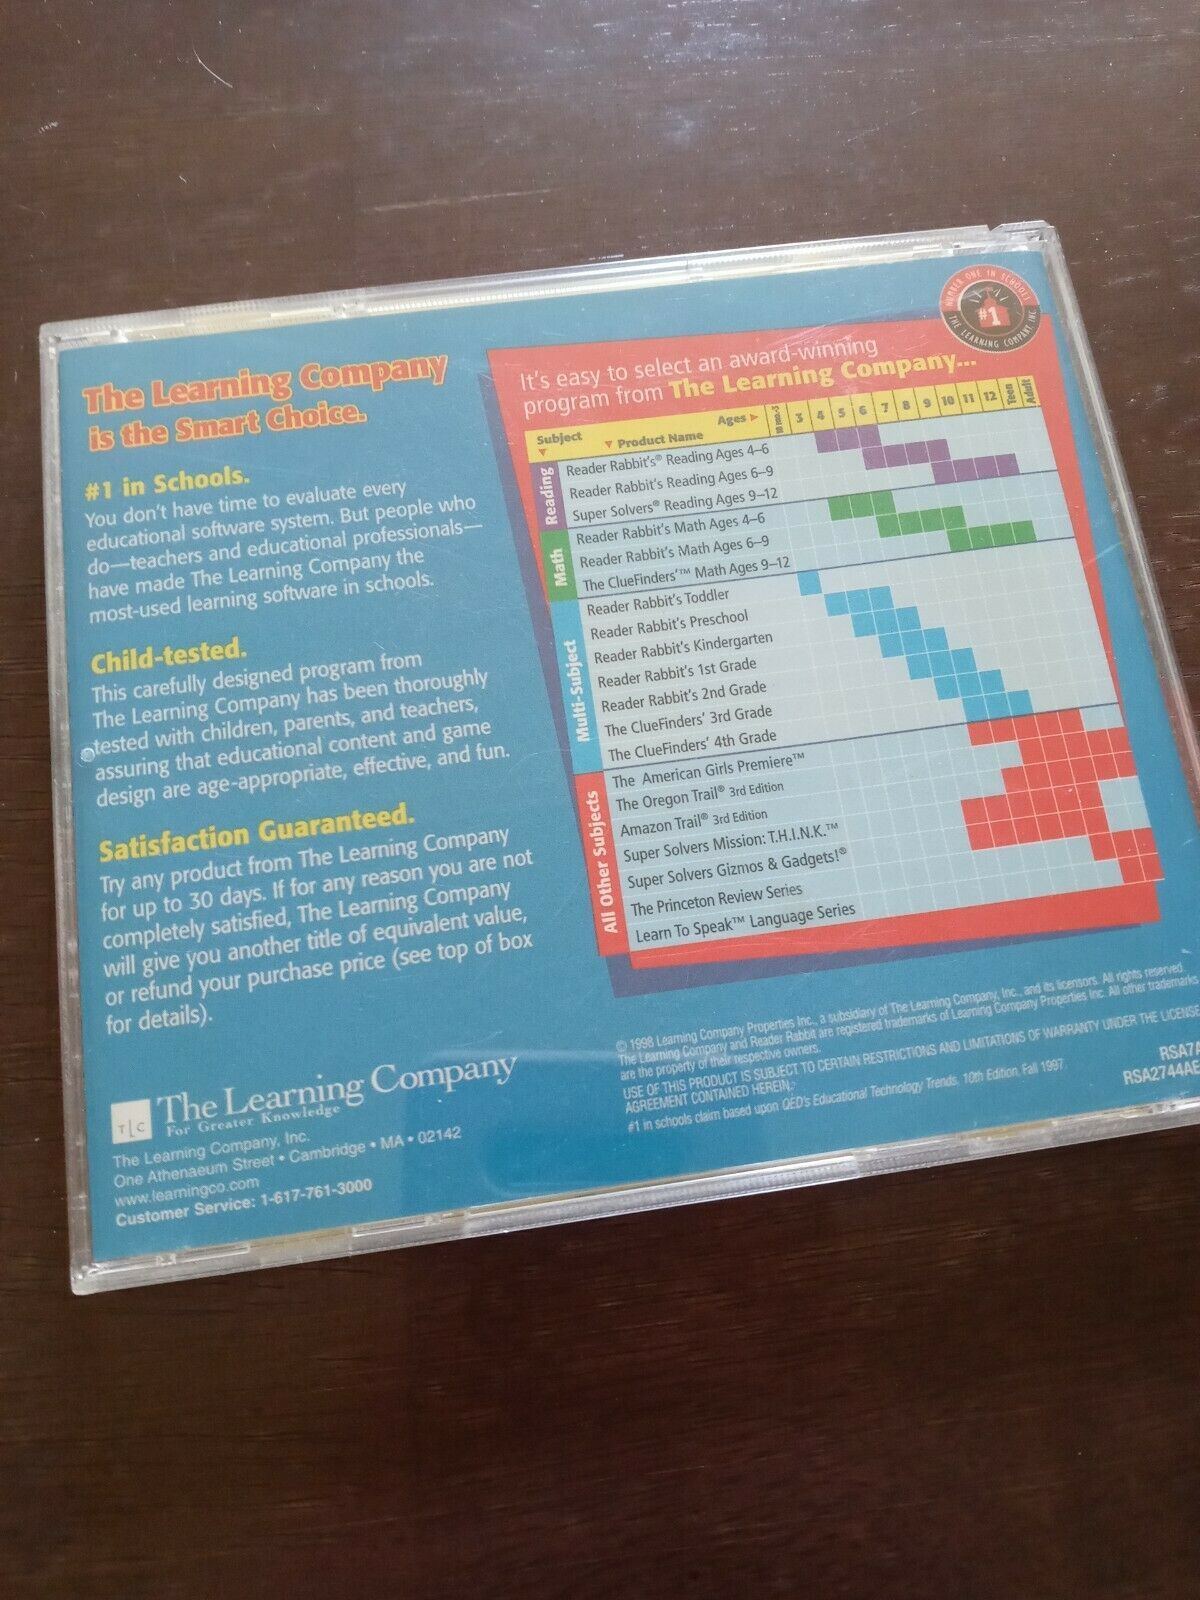 The Learning Company
is the Smart Choice.
#1 in Schools.
You don't have time to evaluate every
educational software system. But people who
do—teachers and educational professionals—
have made The Learning Company the
most-used learning software in schools.
Child-tested.
This carefully designed program from
The Learning Company has been thoroughly
tested with children, parents, and teachers,
assuring that educational content and game
design are age-appropriate, effective, and fun.
Satisfaction Guaranteed.
Try any product from The Learning Company
for up to 30 days. If for any reason you are not
completely satisfied, The Learning Company
will give you another title of equivalent value,
or refund your purchase price (see top of box
for details).
TLC
The Learning Company
For Greater Knowledge
The Learning Company, Inc.
One Athenaeum Street • Cambridge • MA • 02142
www.learningco.com
Customer Service: 1-617-761-3000
NUMBER ONE IN SCHOOLS
#1
THE LEARNING COMPANY, INC.
It's easy to select an award-winning
program from The Learning Company...
Subject ▼ Product Name Ages 18 mo.-3 3 4 5 6 7 8 9 10 11 12 Teen Adult
Reading
Reader Rabbit's® Reading Ages 4–6
Reader Rabbit's Reading Ages 6–9
Super Solvers® Reading Ages 9–12
Math
Reader Rabbit's Math Ages 4–6
Reader Rabbit's Math Ages 6–9
The ClueFinders'™ Math Ages 9–12
Multi-Subject
Reader Rabbit's Toddler
Reader Rabbit's Preschool
Reader Rabbit's Kindergarten
Reader Rabbit's 1st Grade
Reader Rabbit's 2nd Grade
The ClueFinders' 3rd Grade
The ClueFinders' 4th Grade
All Other Subjects
The American Girls Premiere™
The Oregon Trail® 3rd Edition
Amazon Trail® 3rd Edition
Super Solvers Mission: T.H.I.N.K.™
Super Solvers Gizmos & Gadgets!®
The Princeton Review Series
Learn To Speak™ Language Series
© 1998 Learning Company Properties Inc., a subsidiary of The Learning Company, Inc., and its licensors. All rights reserved.
The Learning Company and Reader Rabbit are registered trademarks of Learning Company Properties Inc. All other trademarks
are the property of their respective owners.
USE OF THIS PRODUCT IS SUBJECT TO CERTAIN RESTRICTIONS AND LIMITATIONS OF WARRANTY UNDER THE LICENSE
AGREEMENT CONTAINED HEREIN.
#1 in schools claim based upon QED's Educational Technology Trends, 10th Edition, Fall 1997.
RSA7A
RSA2744AE